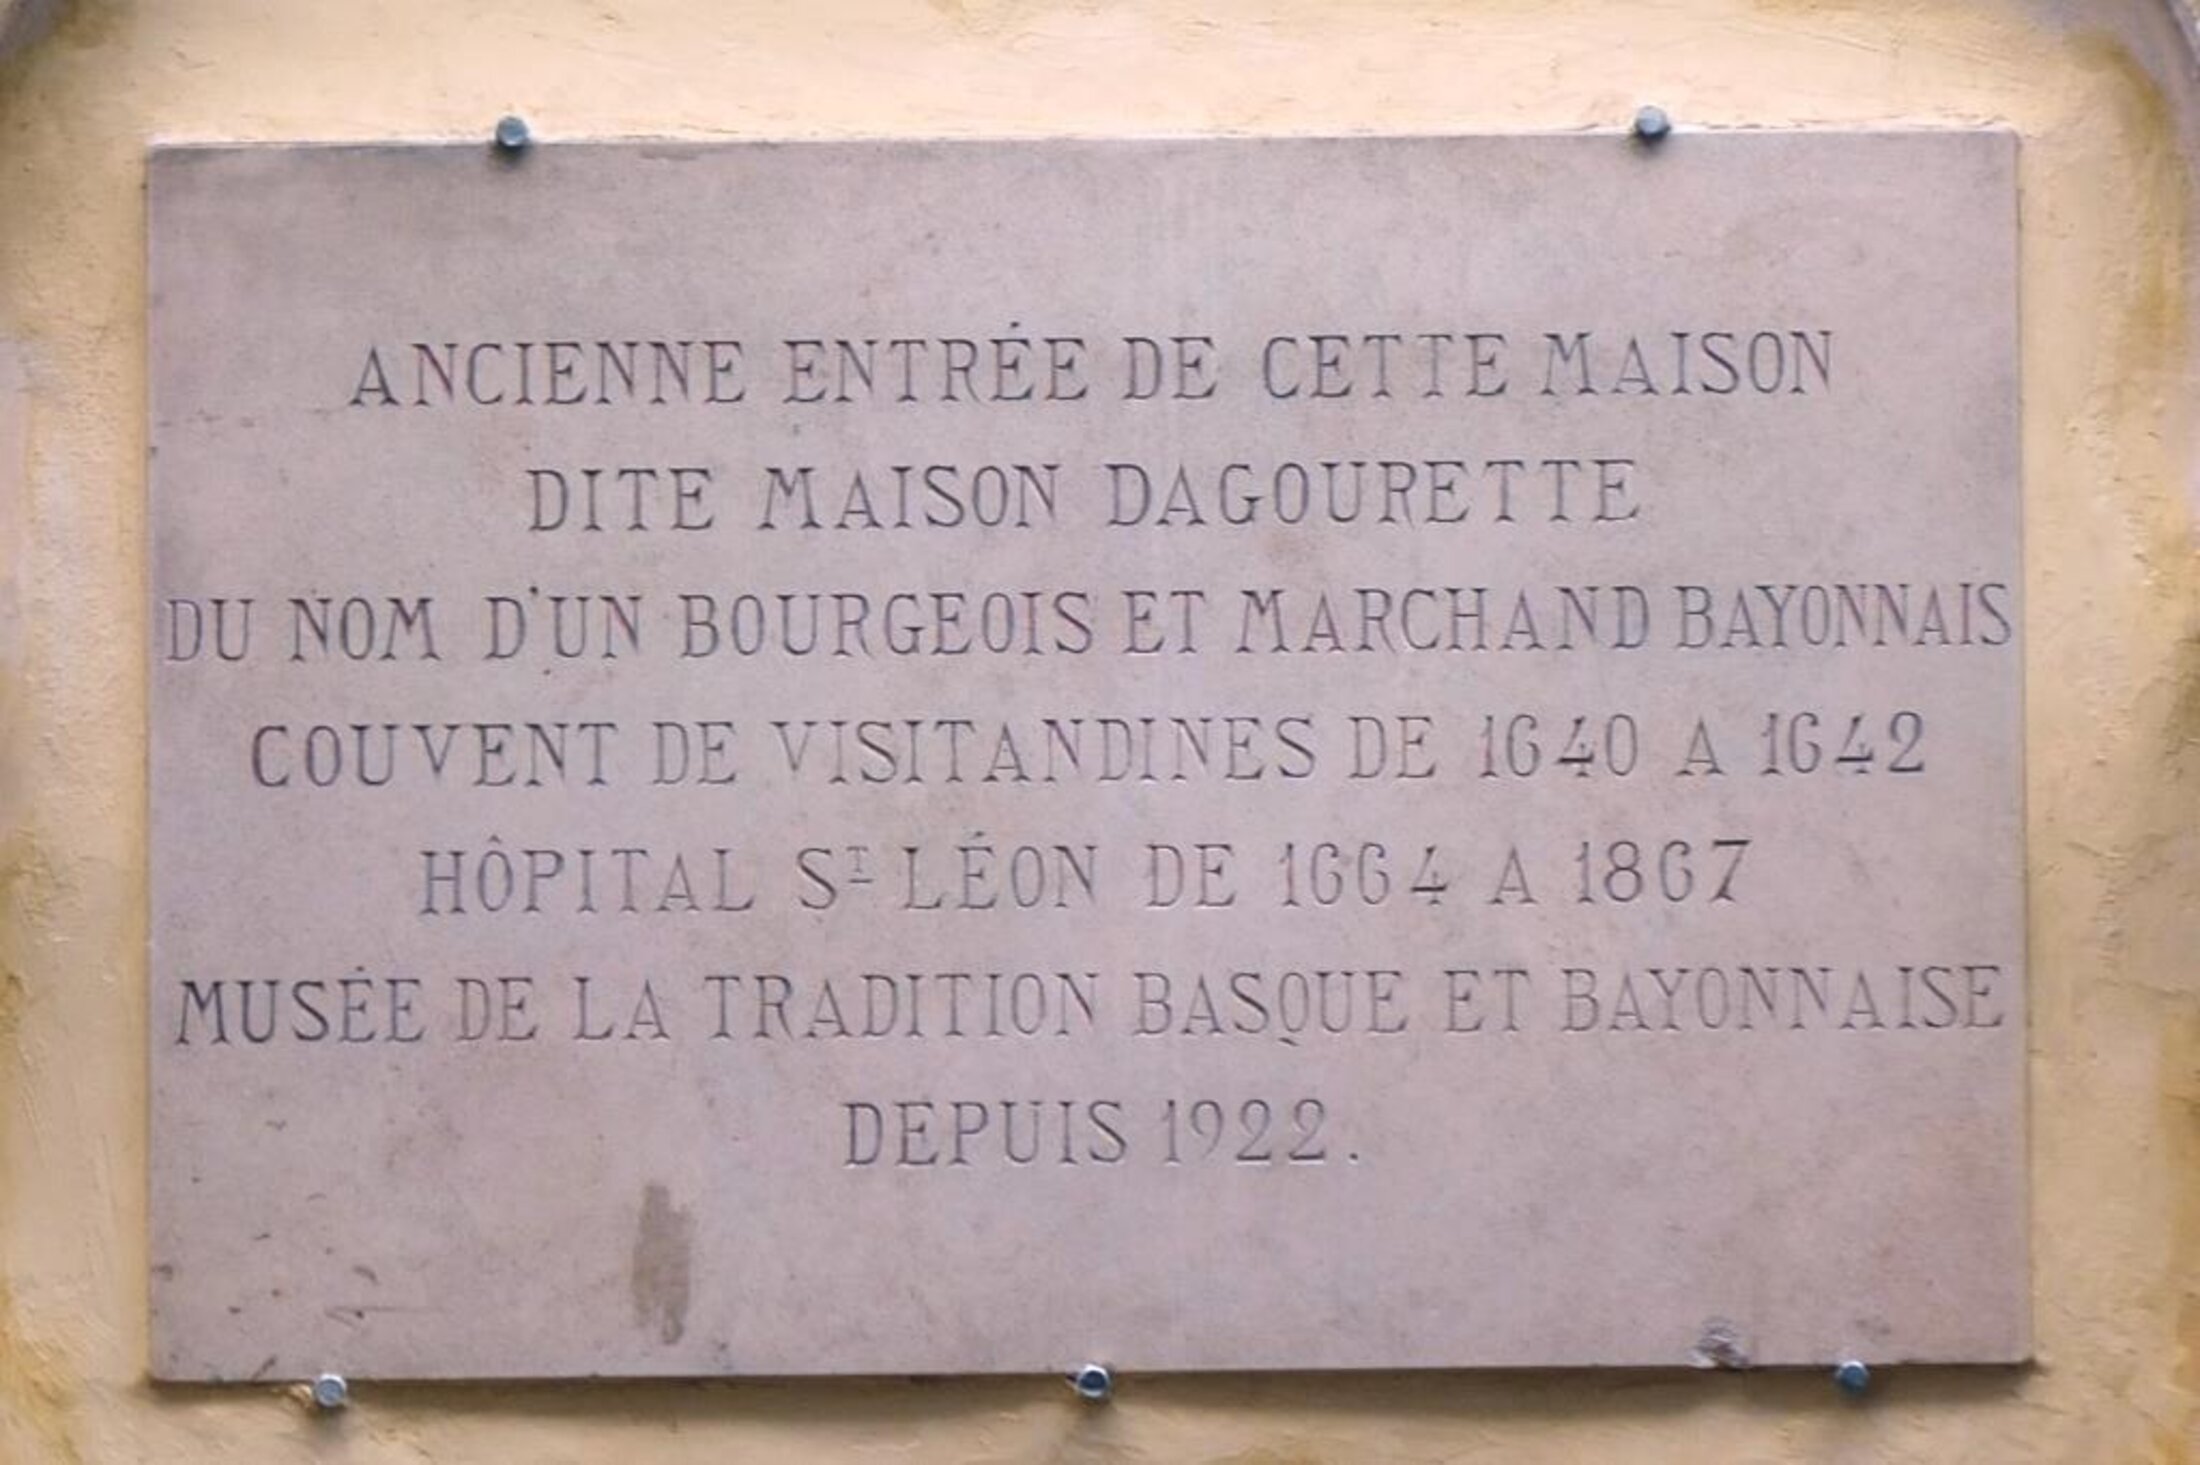 ANCIENNE ENTRÉE DE CETTE MAISON
DITE MAISON DAGOURETTE
DU NOM D'UN BOURGEOIS ET MARCHAND BAYONNAIS
COUVENT DE VISITANDINES DE 1640 A 1642
HÔPITAL ST LÉON DE 1664 A 1867
MUSÉE DE LA TRADITION BASQUE ET BAYONNAISE
DEPUIS 1922.